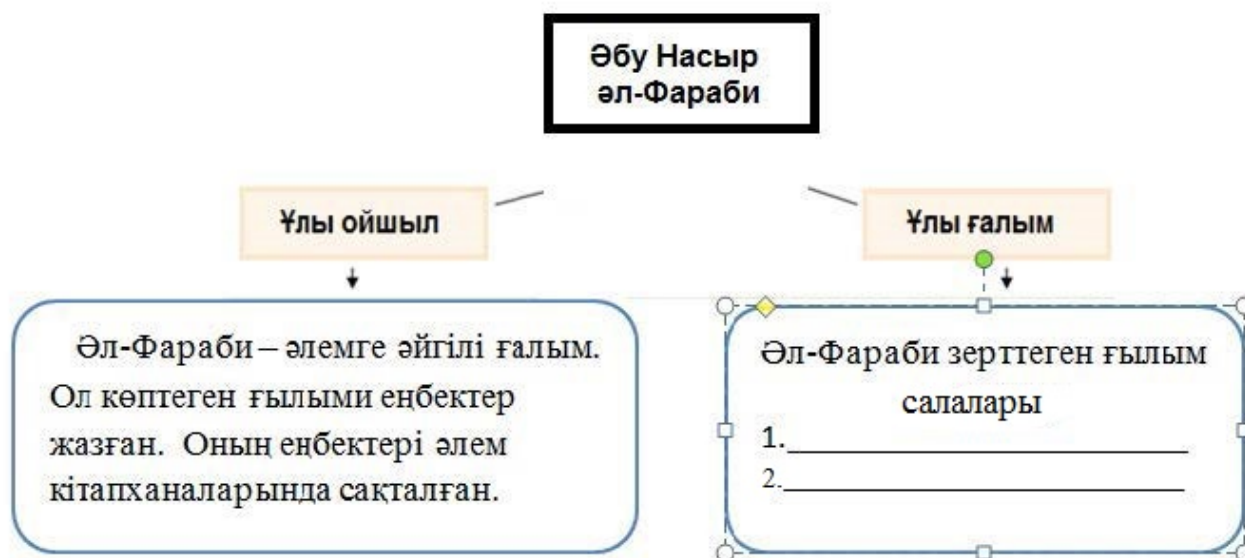 Әбу Насыр
әл-Фараби
Ұлы ойшыл
Ұлы ғалым
Әл-Фараби – әлемге әйгілі ғалым.
Ол көптеген ғылыми еңбектер
жазған. Оның еңбектері әлем
кітапханаларында сақталған.
Әл-Фараби зерттеген ғылым
салалары
1.
2.